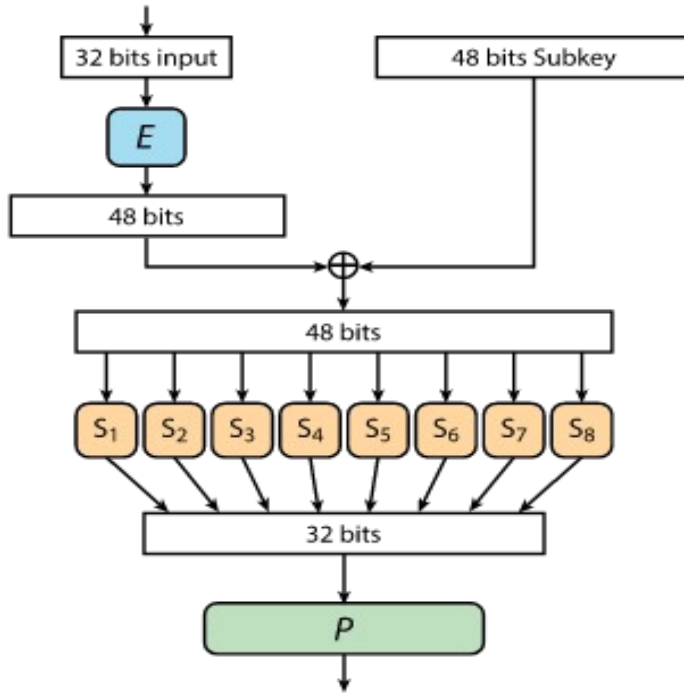 32 bits input 48 bits Subkey
E
48 bits
48 bits
S₁ S₂ S₃ S₄ S₅ S₆ S₇ S₈
32 bits
P